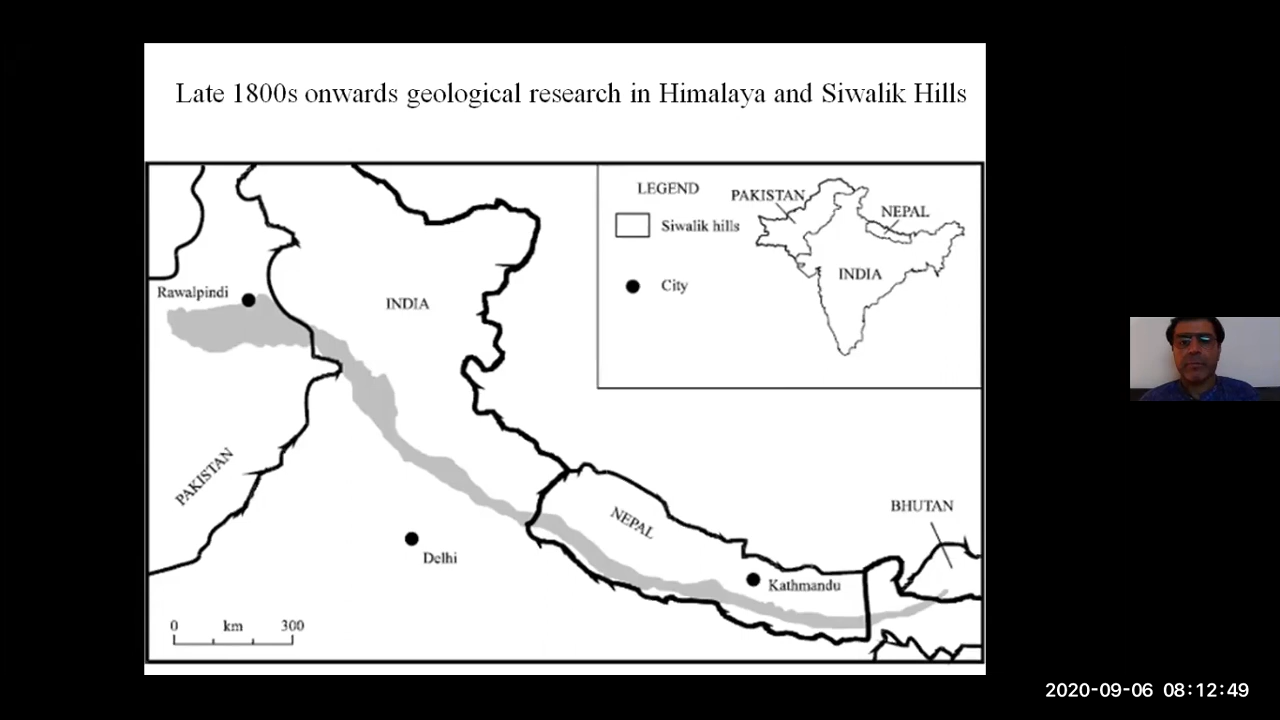 Late 1800s onwards geological research in Himalaya and Siwalik Hills
LEGEND
Siwalik hills
City
PAKISTAN
NEPAL
INDIA
Rawalpindi
INDIA
PAKISTAN
Delhi
NEPAL
Kathmandu
BHUTAN
0 km 300
2020-09-06 08:12:49